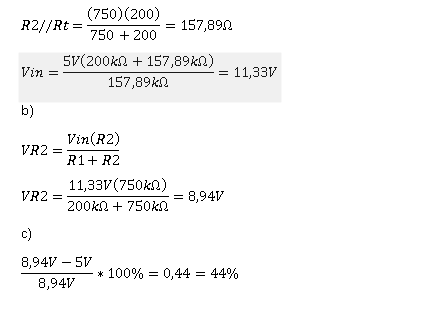 R2//Rt = (750)(200) / 750 + 200 = 157,89Ω
Vin = 5V(200kΩ + 157,89kΩ) / 157,89kΩ = 11,33V
b)
VR2 = Vin(R2) / R1 + R2
VR2 = 11,33V(750kΩ) / 200kΩ + 750kΩ = 8,94V
c)
8,94V − 5V / 8,94V * 100% = 0,44 = 44%